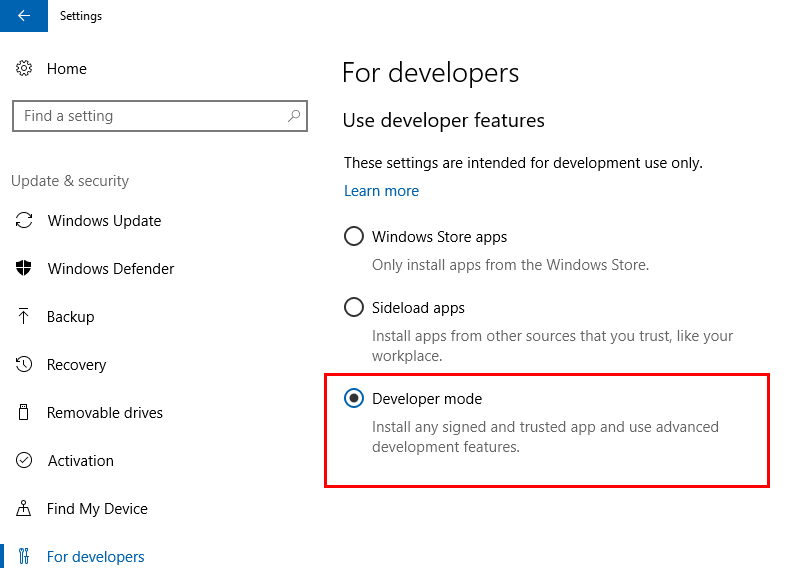 Settings
Home
Find a setting
Update & security
Windows Update
Windows Defender
Backup
Recovery
Removable drives
Activation
Find My Device
For developers
For developers
Use developer features
These settings are intended for development use only.
Learn more
Windows Store apps
Only install apps from the Windows Store.
Sideload apps
Install apps from other sources that you trust, like your
workplace.
Developer mode
Install any signed and trusted app and use advanced
development features.